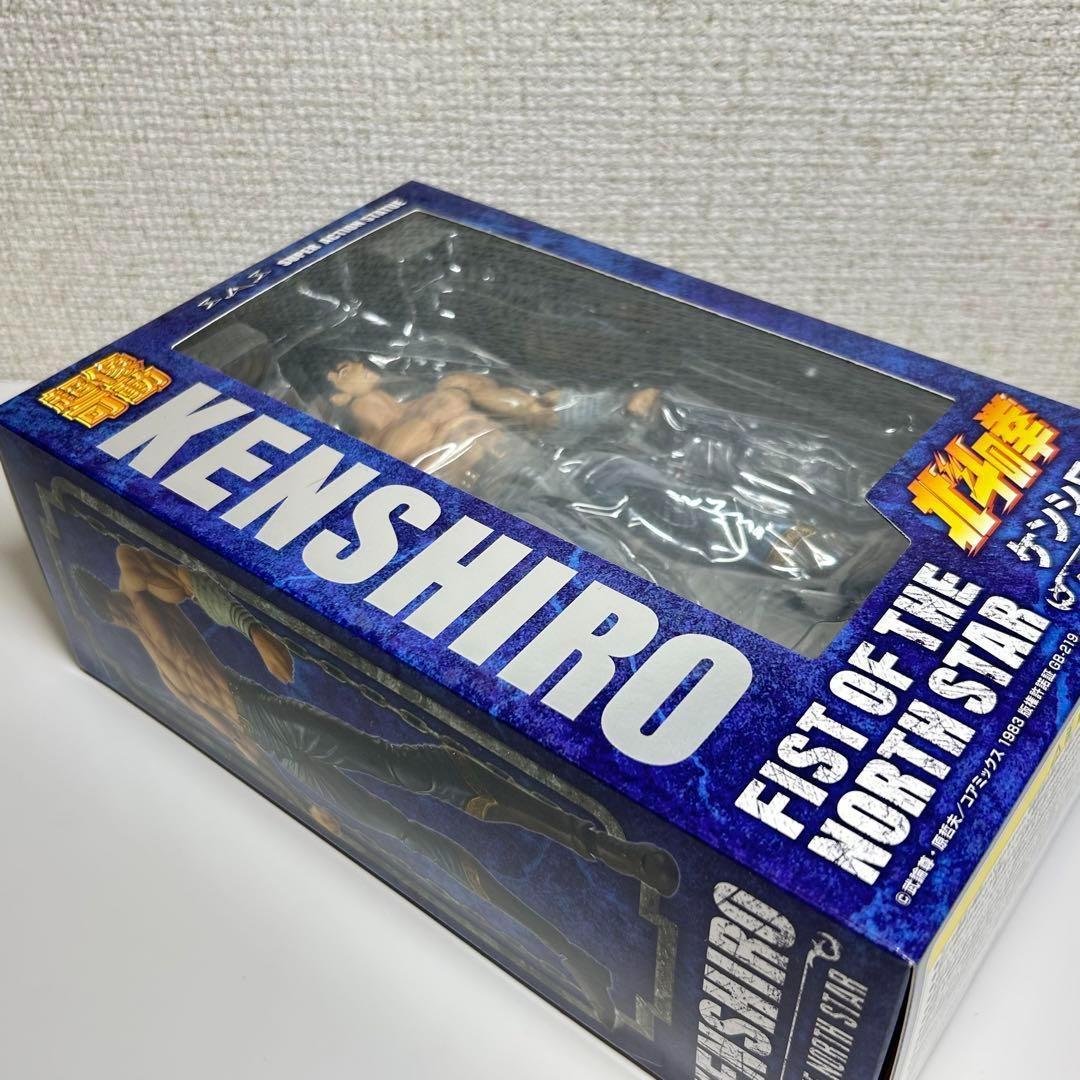 SAS SUPER ACTION STATUE
超像可動
KENSHIRO
北斗の拳
ケンシロ
FIST OF THE
NORTH STAR
©武論尊・原哲夫/コアミックス 1983 版権許諾証 GB-219
KENSHIRO
NORTH STAR